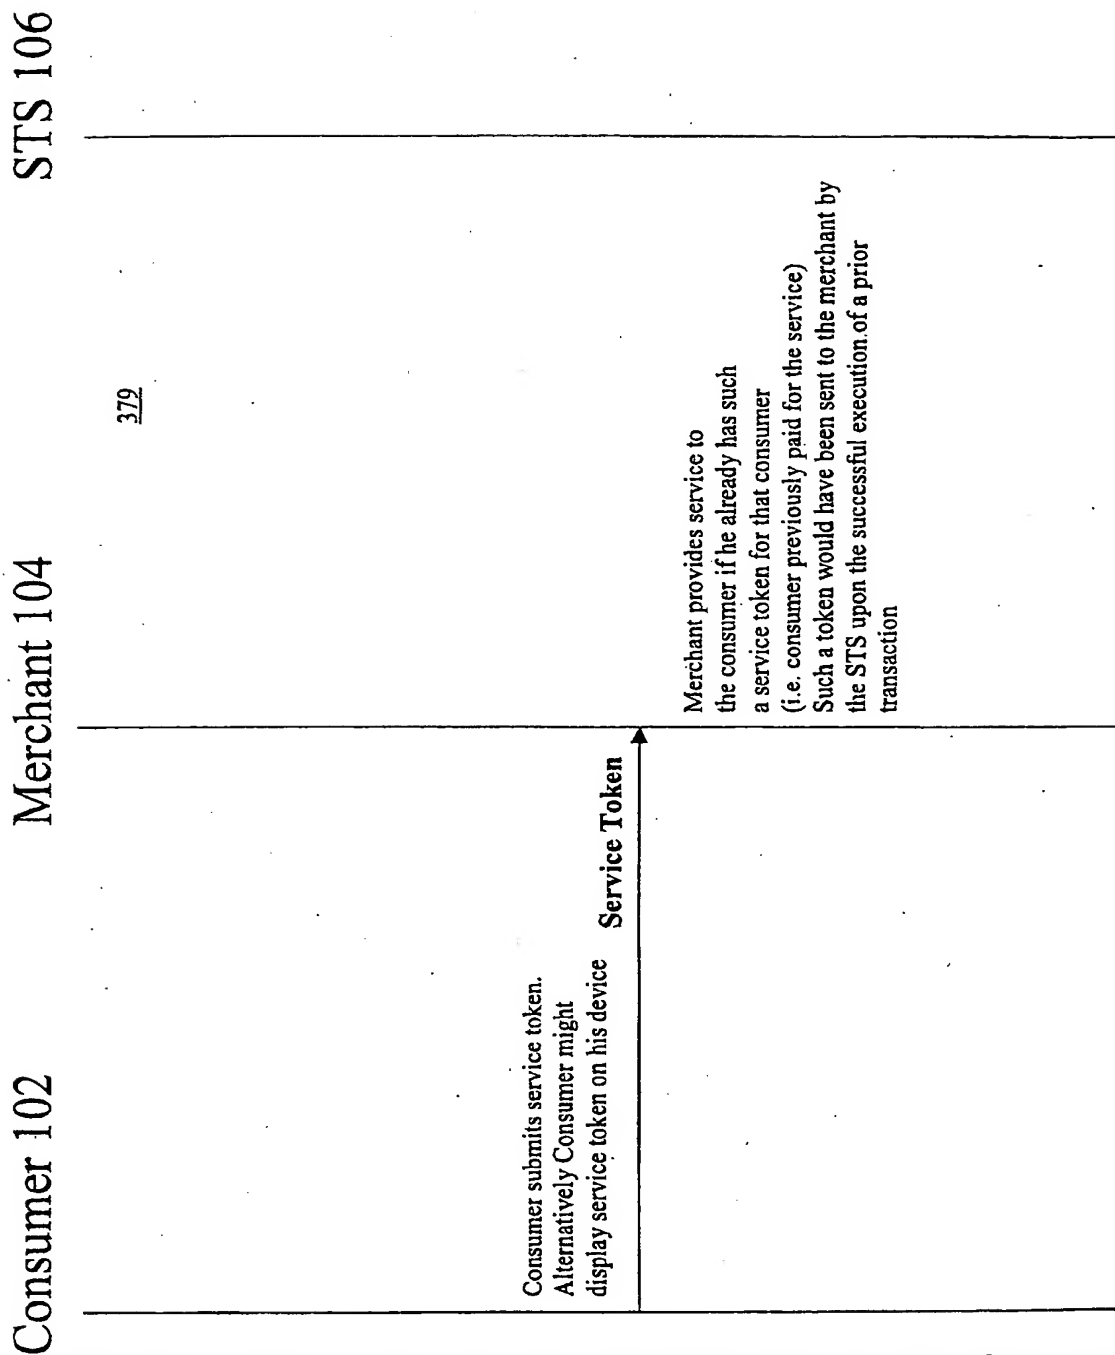 Consumer 102
Merchant 104
STS 106
379
Consumer submits service token.
Alternatively Consumer might
display service token on his device
Service Token
Merchant provides service to
the consumer if he already has such
a service token for that consumer
(i.e. consumer previously paid for the service)
Such a token would have been sent to the merchant by
the STS upon the successful execution of a prior
transaction